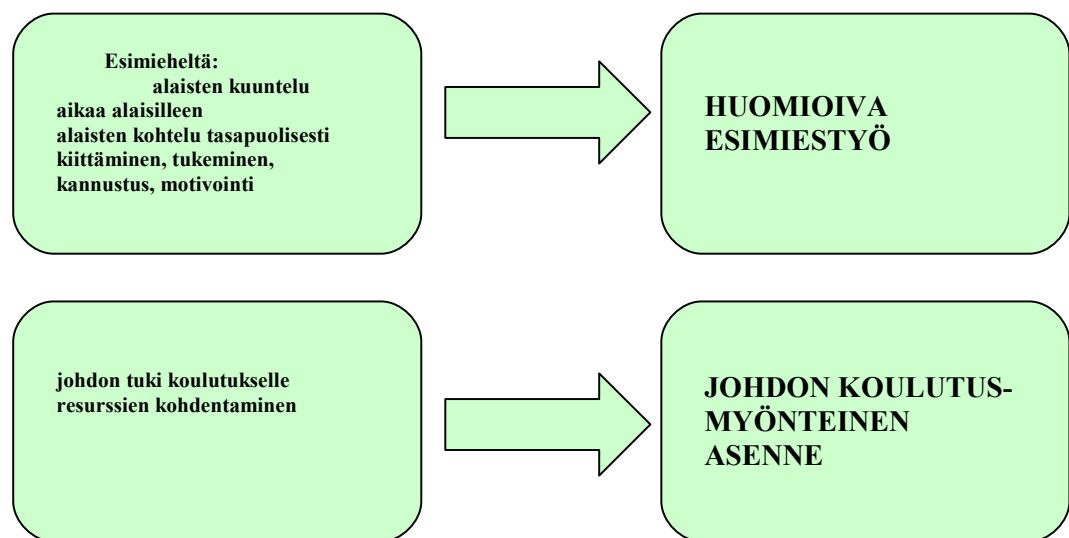 Esimieheltä:
alaisten kuuntelu
aikaa alaisilleen
alaisten kohtelu tasapuolisesti
kiittäminen, tukeminen,
kannustus, motivointi
HUOMIOIVA
ESIMIESTYÖ
johdon tuki koulutukselle
resurssien kohdentaminen
JOHDON KOULUTUS-
MYÖNTEINEN
ASENNE